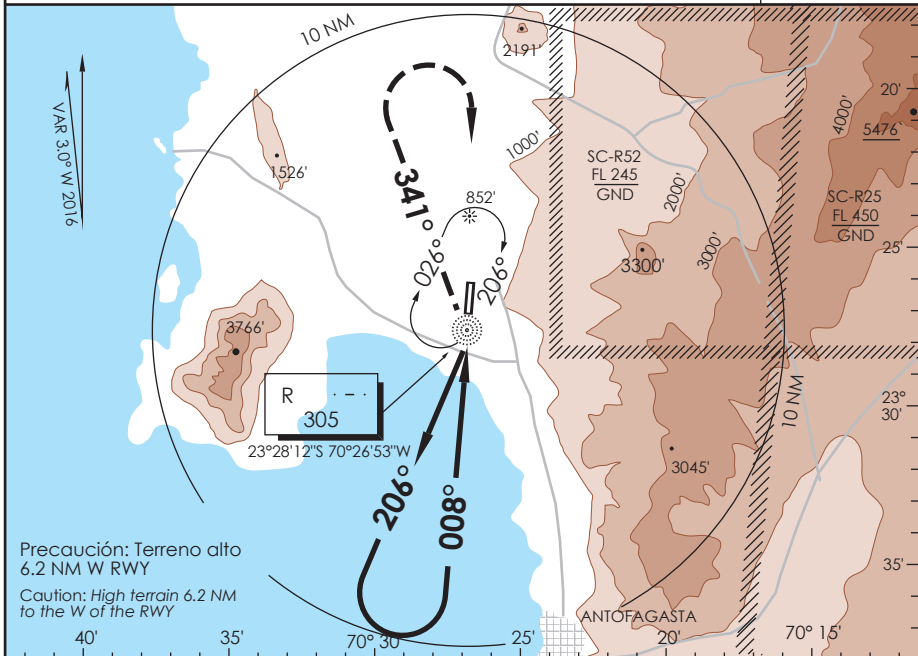 10 NM
2191'
VAR 3.0° W 2016
20'
4000'
5476'
1526'
1000'
SC-R52
FL 245
GND
2000'
341°
852'
SC-R25
FL 450
GND
026°
206°
3000'
25'
3300'
3766'
R · – ·
305
23°28'12"S 70°26'53"W
10 NM
23°
30'
3045'
206°
008°
Precaución: Terreno alto
6.2 NM W RWY
Caution: High terrain 6.2 NM
to the W of the RWY
35'
ANTOFAGASTA
40'
35'
70° 30'
25'
20'
70° 15'